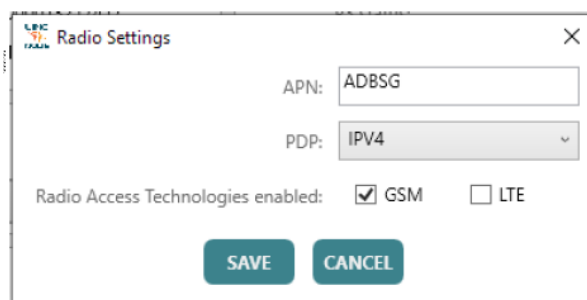 Radio Settings
APN: ADBSG
PDP: IPV4
Radio Access Technologies enabled: GSM LTE
SAVE CANCEL